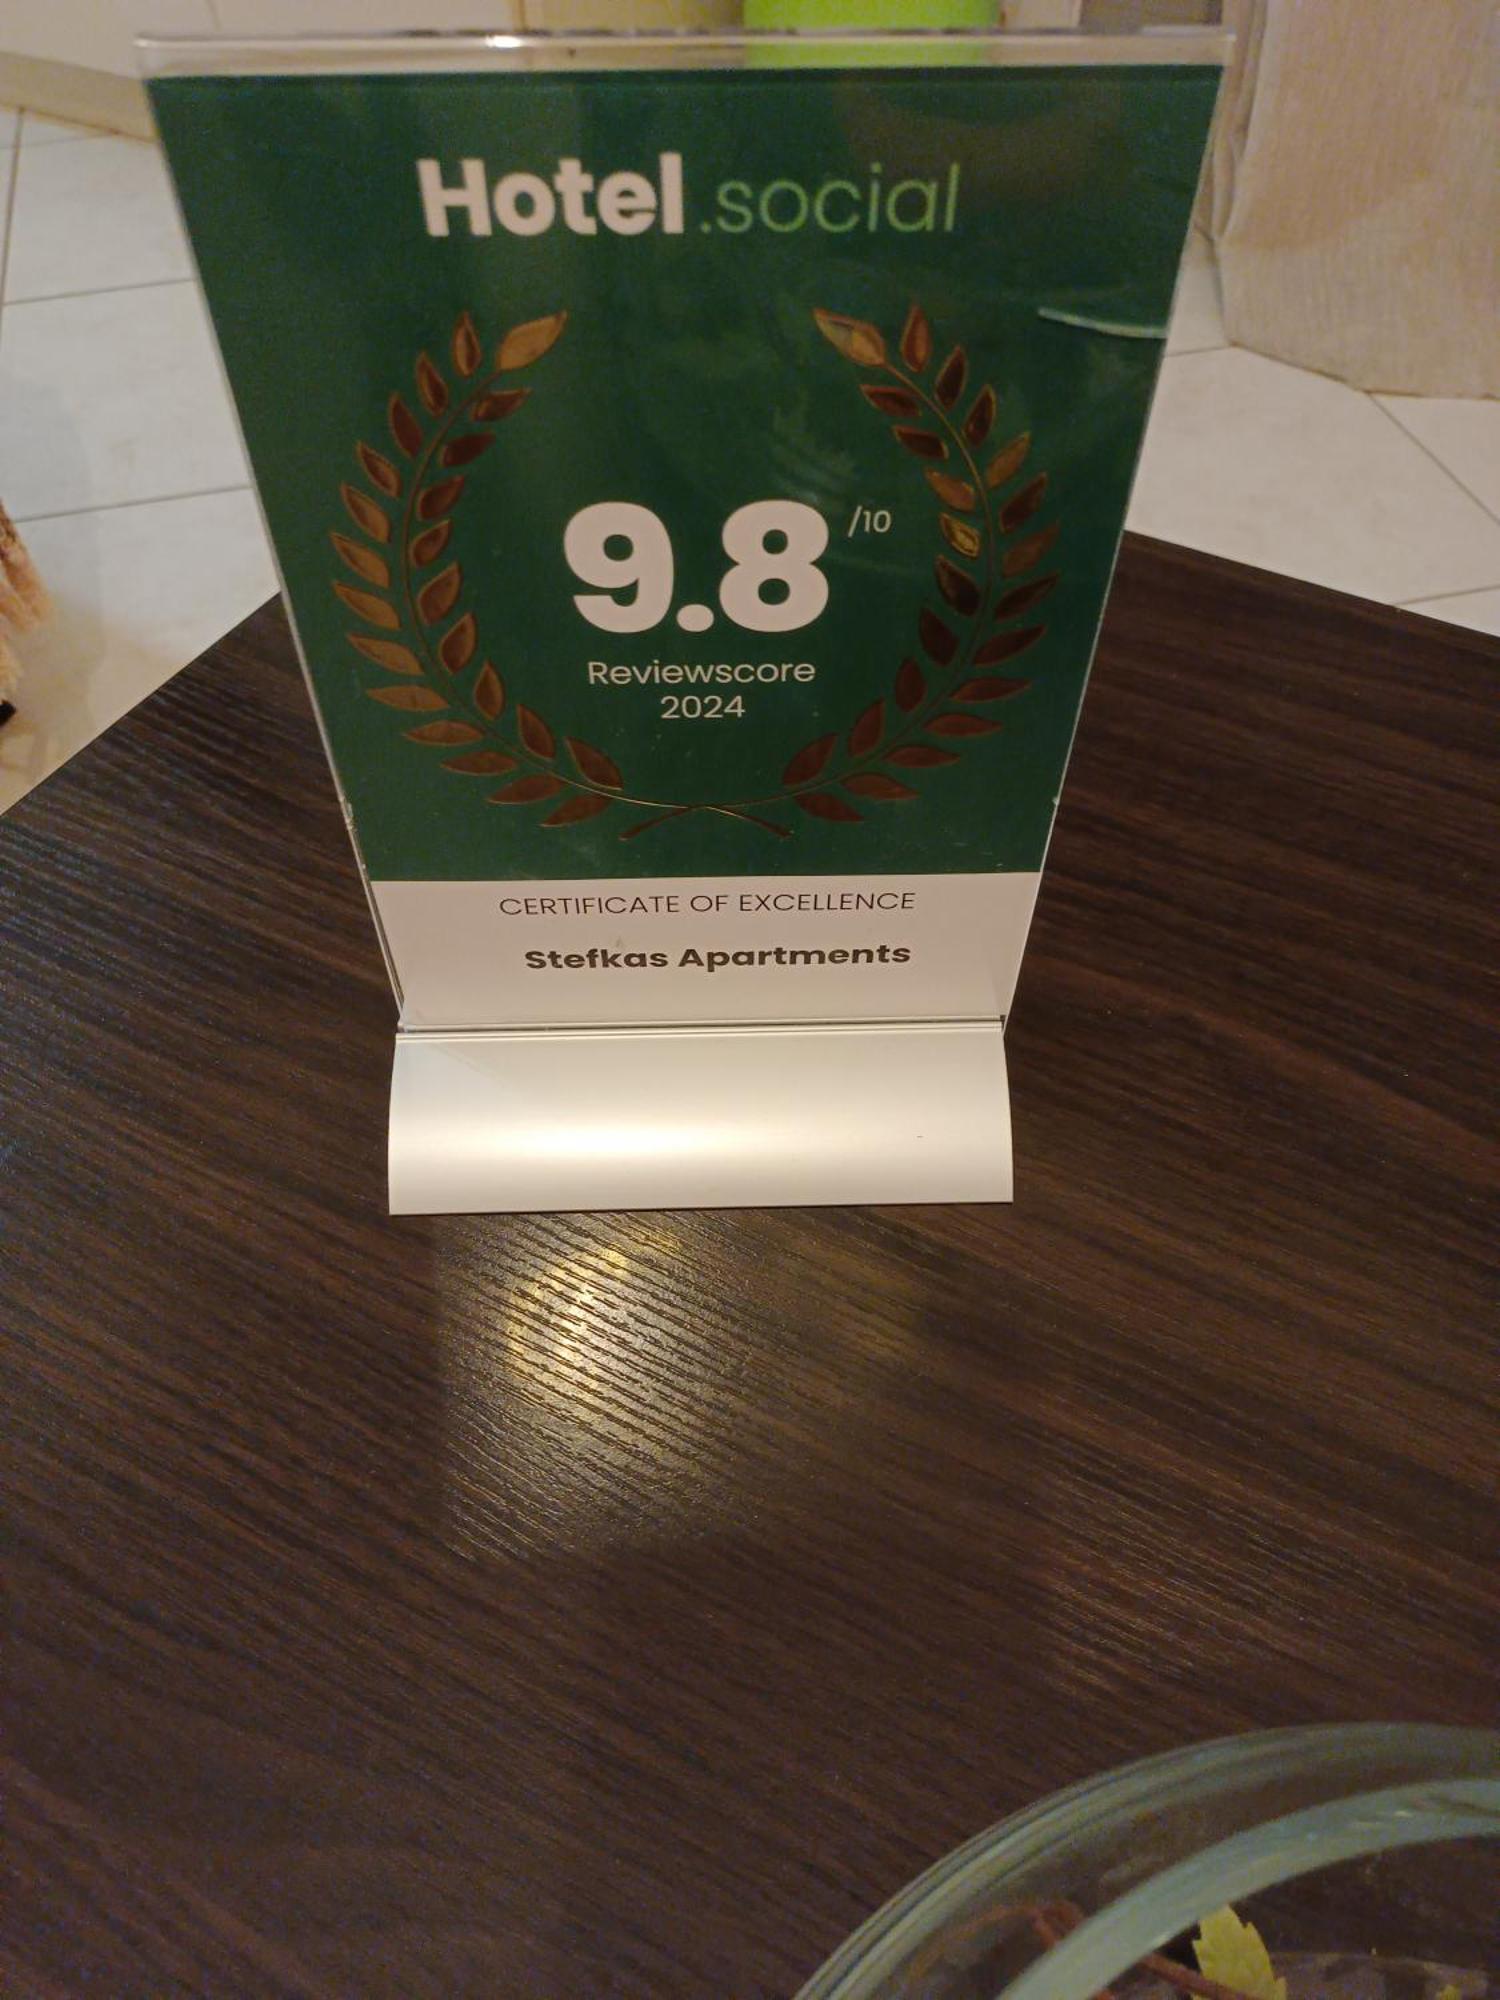 Hotel.social
9.8 /10
Reviewscore
2024
CERTIFICATE OF EXCELLENCE
Stefkas Apartments